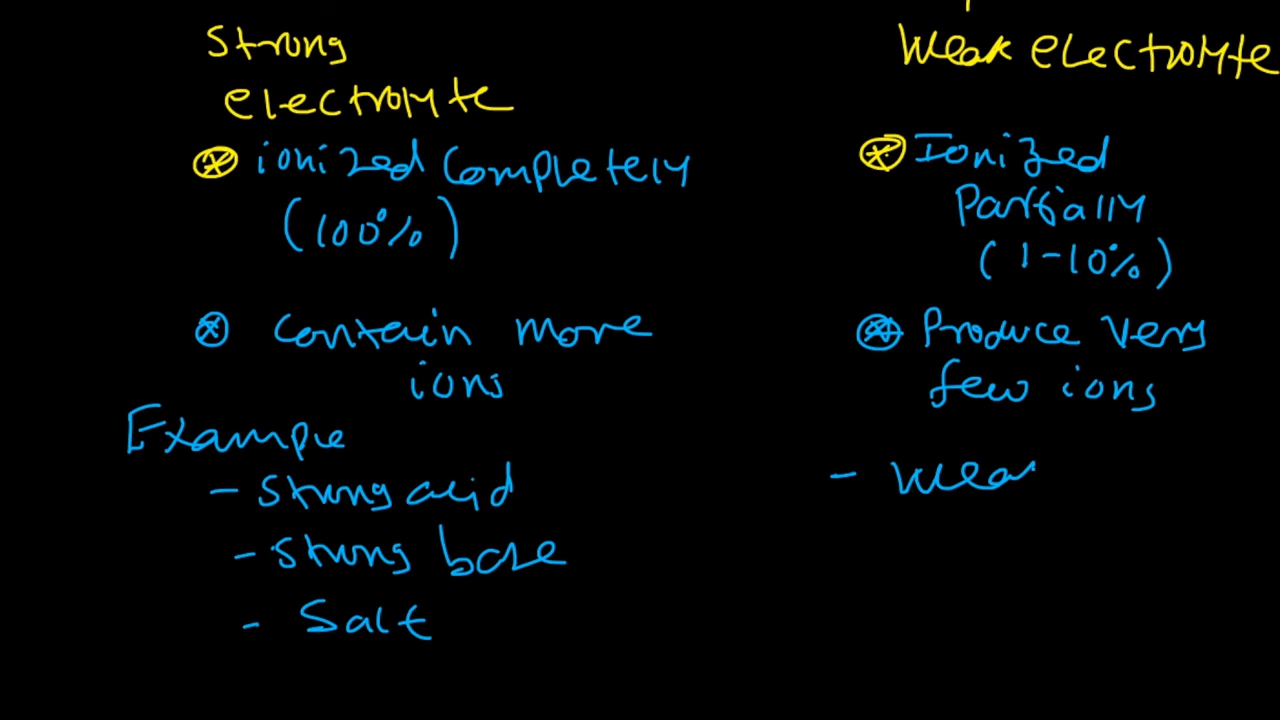 Strong
electrolyte
ionized completely
(100%)
contain more
ions
Example
- Strong acid
- Strong base
- Salt
Weak electrolyte
Ionized
Partially
(1-10%)
Produce very
few ions
- Wea